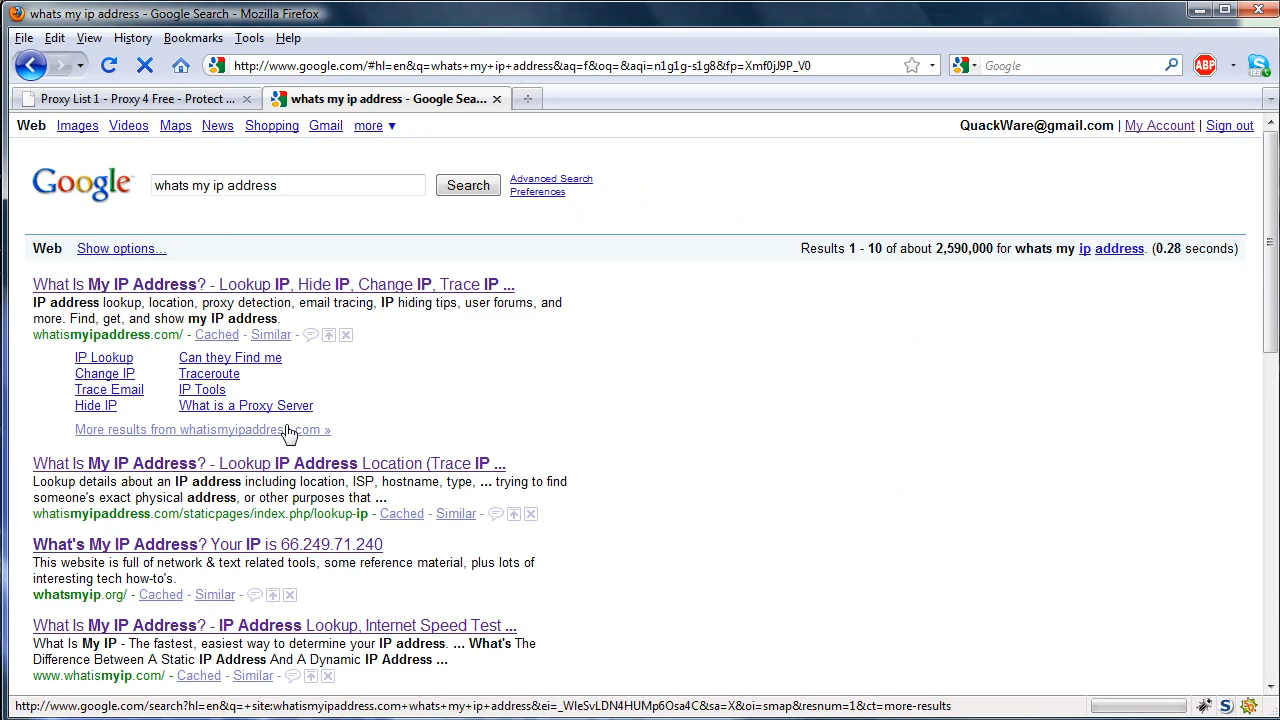 whats my ip address - Google Search - Mozilla Firefox
File Edit View History Bookmarks Tools Help
http://www.google.com/#hl=en&q=whats+my+ip+address&aq=f&oq=&aqi=n1g1g-s1g8&fp=Xmf0jJ9P_V0
Google
ABP
Proxy List 1 - Proxy 4 Free - Protect ...
whats my ip address - Google Sea...
Web Images Videos Maps News Shopping Gmail more ▼
QuackWare@gmail.com | My Account | Sign out
Google
whats my ip address
Search
Advanced Search
Preferences
Web Show options...
Results 1 - 10 of about 2,590,000 for whats my ip address. (0.28 seconds)
What Is My IP Address? - Lookup IP, Hide IP, Change IP, Trace IP ...
IP address lookup, location, proxy detection, email tracing, IP hiding tips, user forums, and
more. Find, get, and show my IP address.
whatismyipaddress.com/ - Cached - Similar -
IP Lookup Can they Find me
Change IP Traceroute
Trace Email IP Tools
Hide IP What is a Proxy Server
More results from whatismyipaddress.com »
What Is My IP Address? - Lookup IP Address Location (Trace IP ...
Lookup details about an IP address including location, ISP, hostname, type, ... trying to find
someone's exact physical address, or other purposes that ...
whatismyipaddress.com/staticpages/index.php/lookup-ip - Cached - Similar -
What's My IP Address? Your IP is 66.249.71.240
This website is full of network & text related tools, some reference material, plus lots of
interesting tech how-to's.
whatsmyip.org/ - Cached - Similar -
What Is My IP Address? - IP Address Lookup, Internet Speed Test ...
What Is My IP - The fastest, easiest way to determine your IP address. ... What's The
Difference Between A Static IP Address And A Dynamic IP Address ...
www.whatismyip.com/ - Cached - Similar -
http://www.google.com/search?hl=en&q=+site:whatismyipaddress.com+whats+my+ip+address&ei=_WIeSvLDN4HUMp6Osa4C&sa=X&oi=smap&resnum=1&ct=more-results